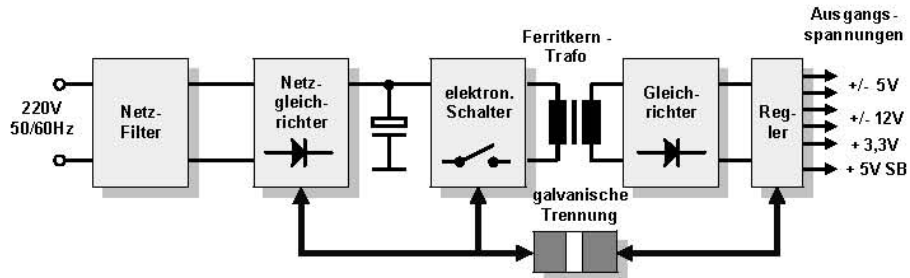 Ausgangs-
spannungen
Ferritkern -
Trafo
220V
50/60Hz
Netz-
Filter
Netz-
gleich-
richter
elektron.
Schalter
Gleich-
richter
Reg-
ler
+/- 5V
+/- 12V
+ 3,3V
+ 5V SB
galvanische
Trennung